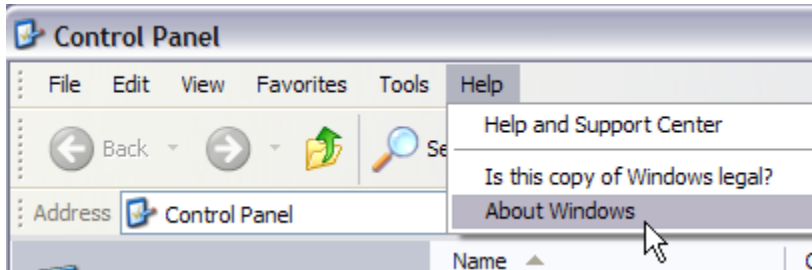 Control Panel
File Edit View Favorites Tools Help
Help and Support Center
Back
Is this copy of Windows legal?
Address Control Panel
About Windows
Name